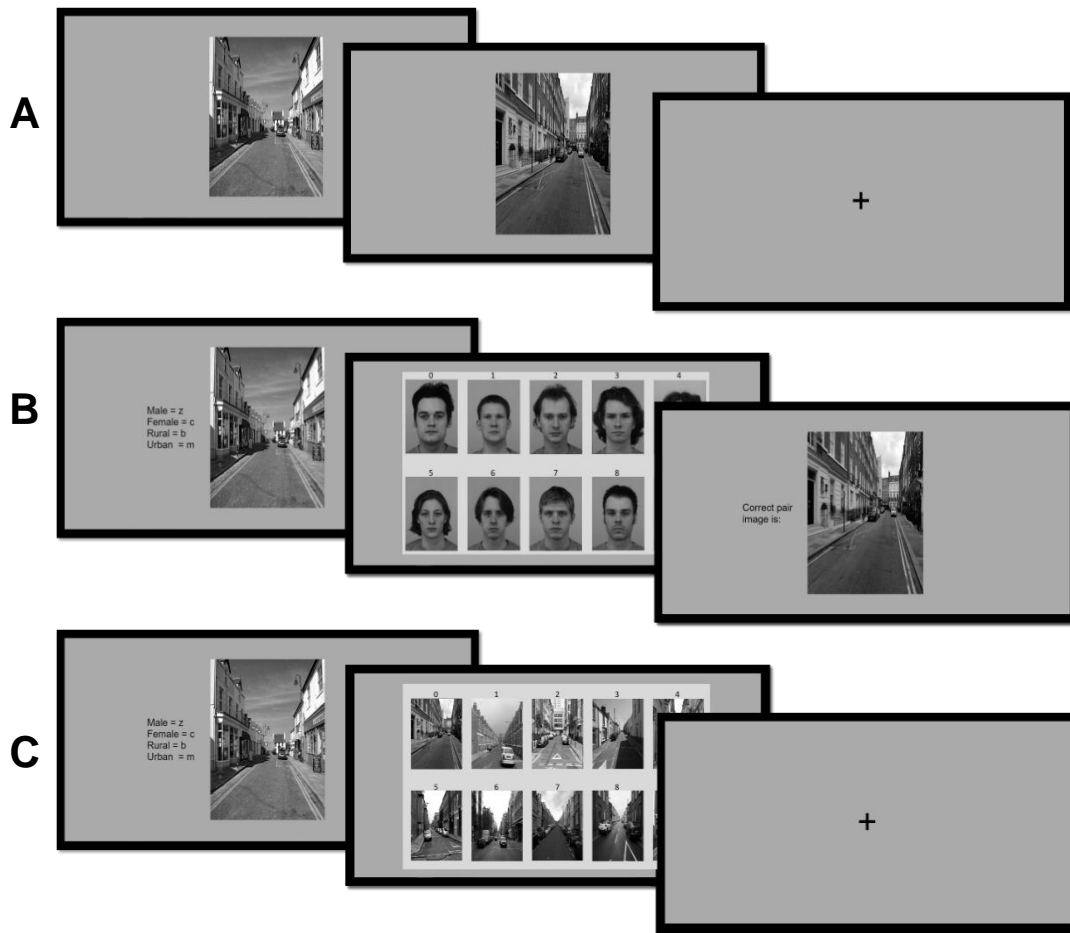 A
+
B
Male = z
Female = c
Rural = b
Urban = m
0 1 2 3 4
5 6 7 8
Correct pair
image is:
C
Male = z
Female = c
Rural = b
Urban = m
0 1 2 3 4
5 6 7 8
+